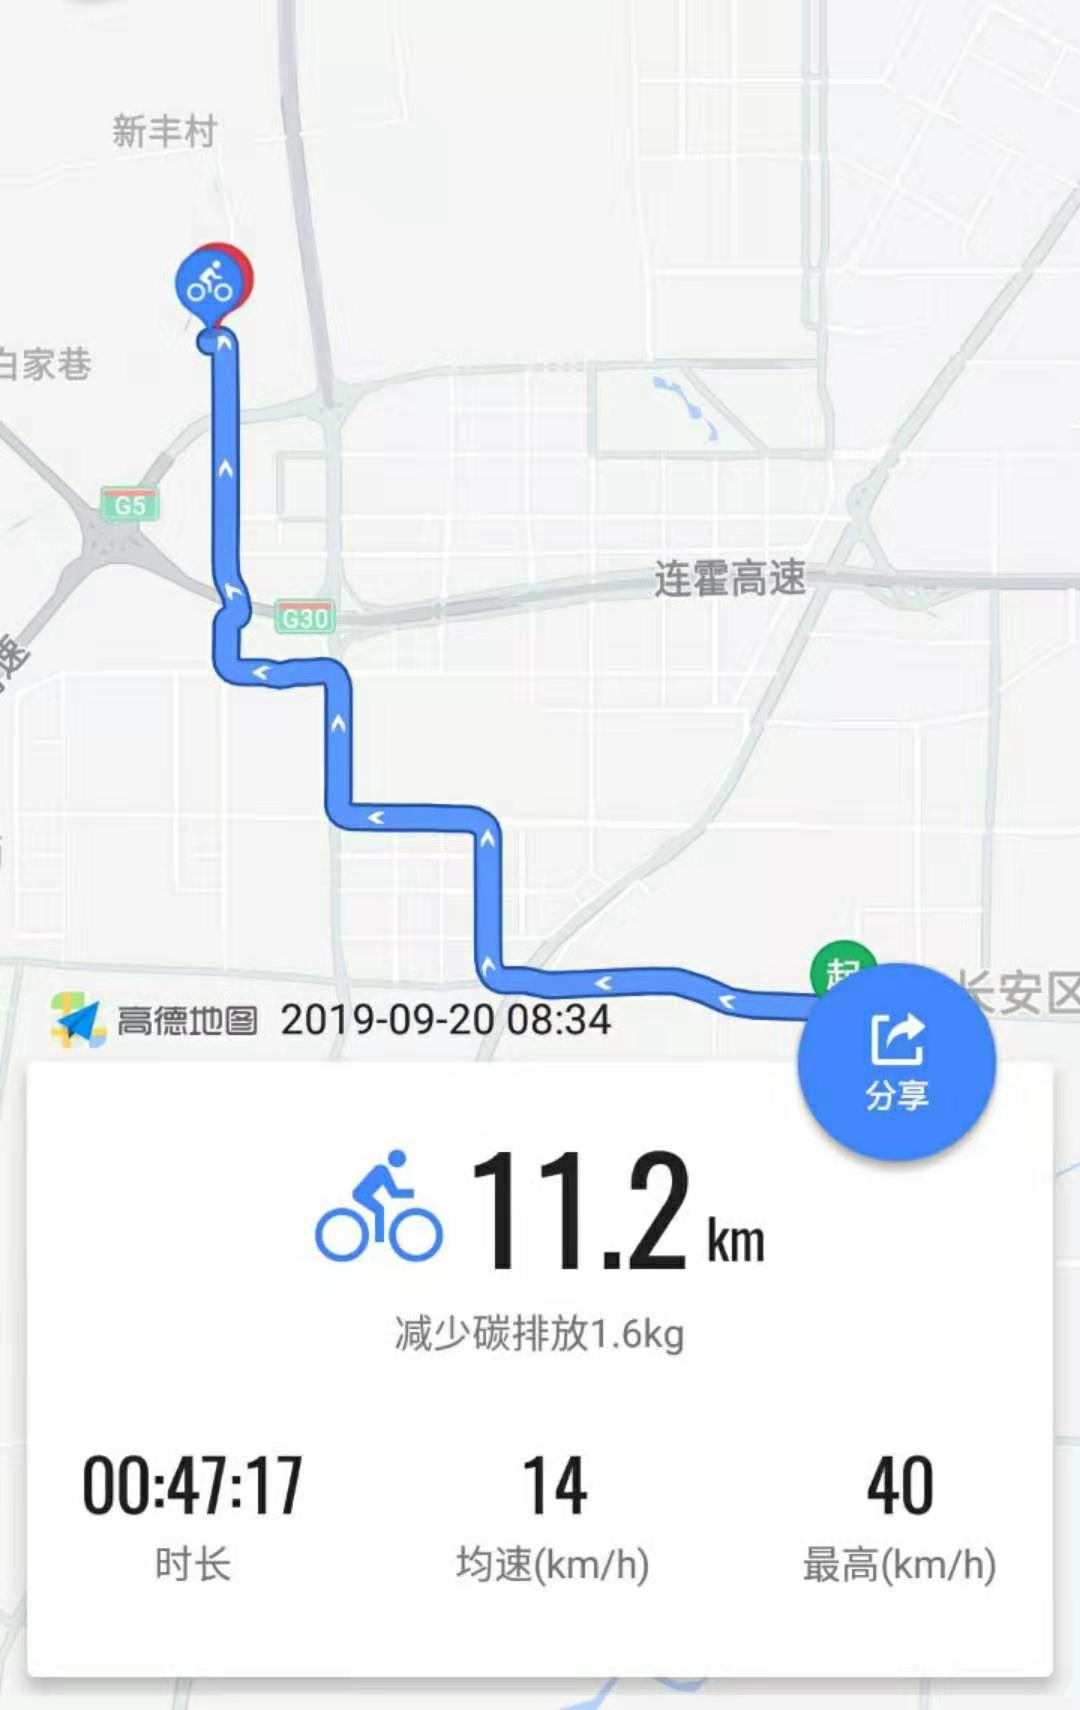 新丰村
白家巷
G5
连霍高速
G30
速
起
长安区
高德地图 2019-09-20 08:34
分享
11.2 km
减少碳排放1.6kg
00:47:17 14 40
时长 均速(km/h) 最高(km/h)